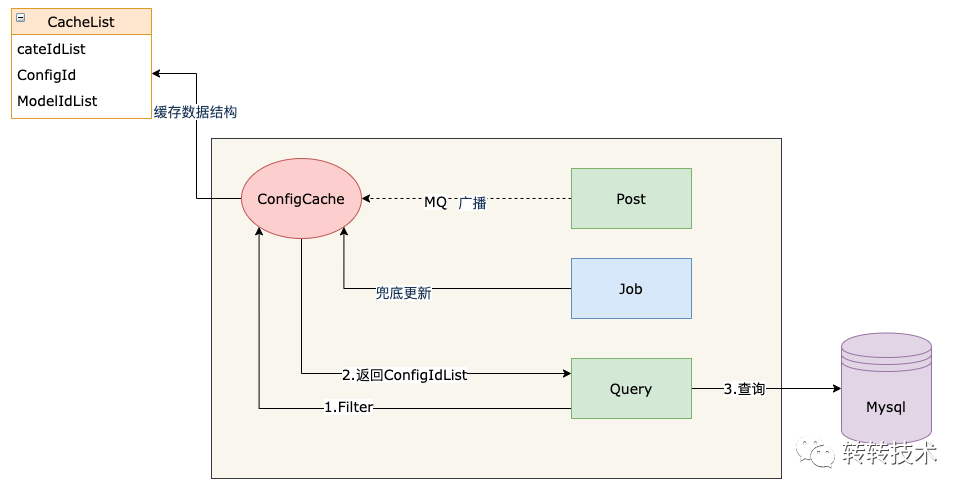 CacheList
cateIdList
ConfigId
ModelIdList
缓存数据结构
ConfigCache
MQ 广播
Post
兜底更新
Job
2.返回ConfigIdList
1.Filter
Query
3.查询
Mysql
转转技术